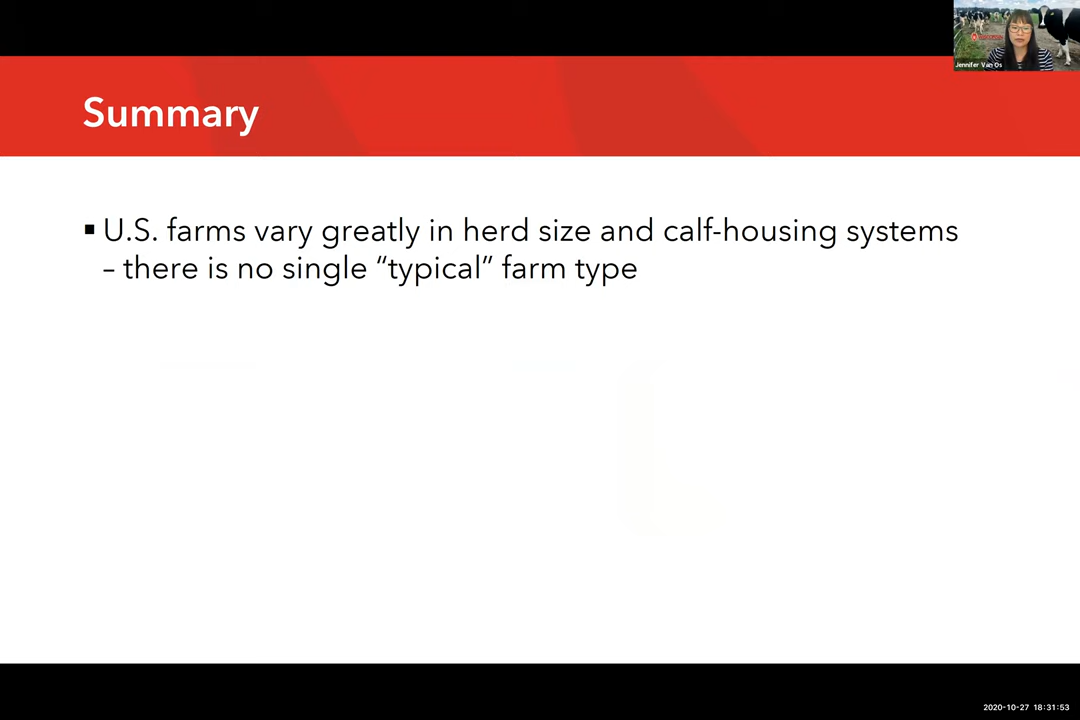 Jennifer Van Os
Summary
▪ U.S. farms vary greatly in herd size and calf-housing systems
– there is no single “typical” farm type
2020-10-27 18:31:53